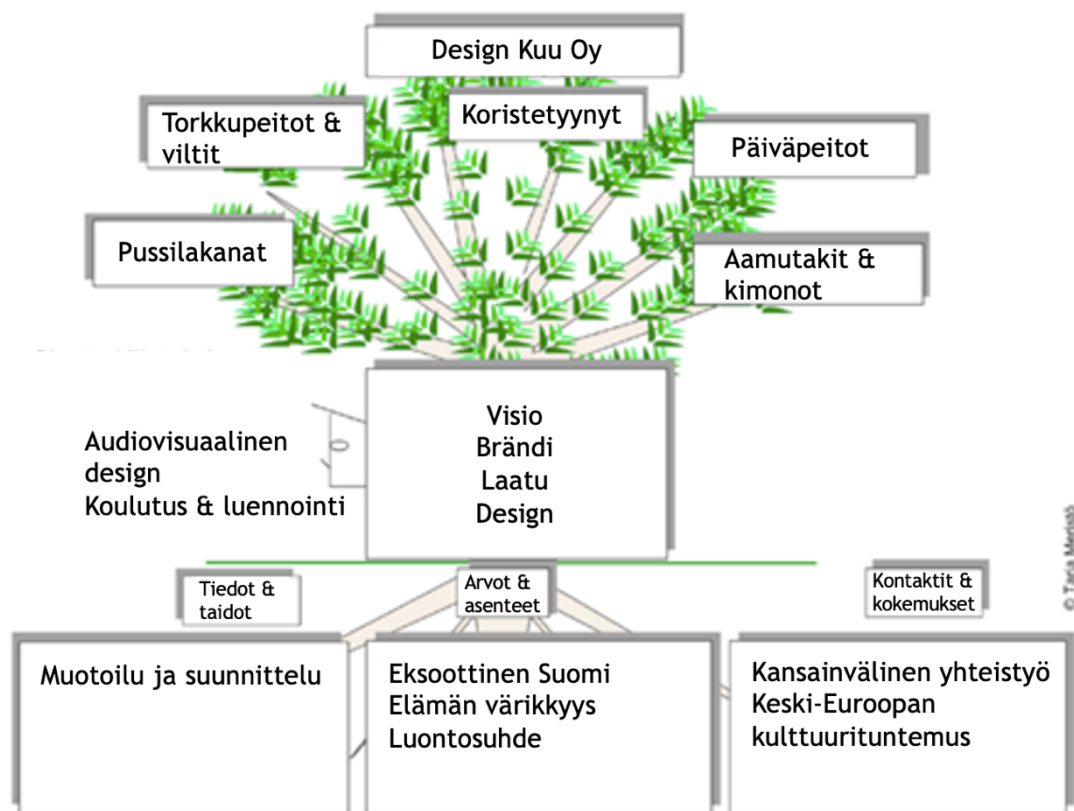 Design Kuu Oy
Koristetyynyt
Torkkupeitot &
viltit
Päiväpeitot
Pussilakanat
Aamutakit &
kimonot
Visio
Brändi
Laatu
Design
Audiovisuaalinen
design
Koulutus & luennointi
Tiedot &
taidot
Arvot &
asenteet
Kontaktit &
kokemukset
Muotoilu ja suunnittelu
Eksoottinen Suomi
Elämän värikkyys
Luontosuhde
Kansainvälinen yhteistyö
Keski-Euroopan
kulttuurituntemus
© Tarja Meristö